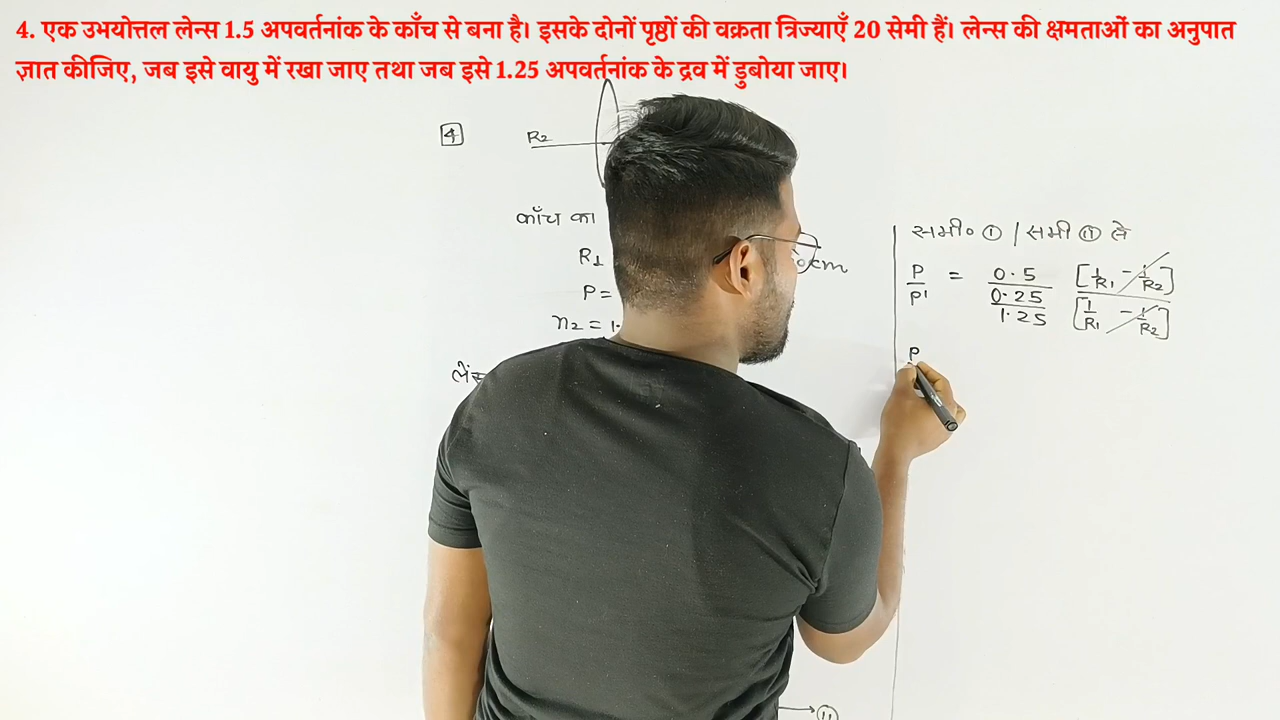 4. एक उभयोत्तल लेन्स 1.5 अपवर्तनांक के काँच से बना है। इसके दोनों पृष्ठों की वक्रता त्रिज्याएँ 20 सेमी हैं। लेन्स की क्षमताओं का अनुपात
ज्ञात कीजिए, जब इसे वायु में रखा जाए तथा जब इसे 1.25 अपवर्तनांक के द्रव में डुबोया जाए।
4
R2
काँच का
R1
cm
P=
n2 = 1.
लेंस
समी० (1) / समी (11) से
P/P' = 0.5/(0.25/1.25) [1/R1 - 1/R2]/[1/R1 - 1/R2]
P
→ (11)